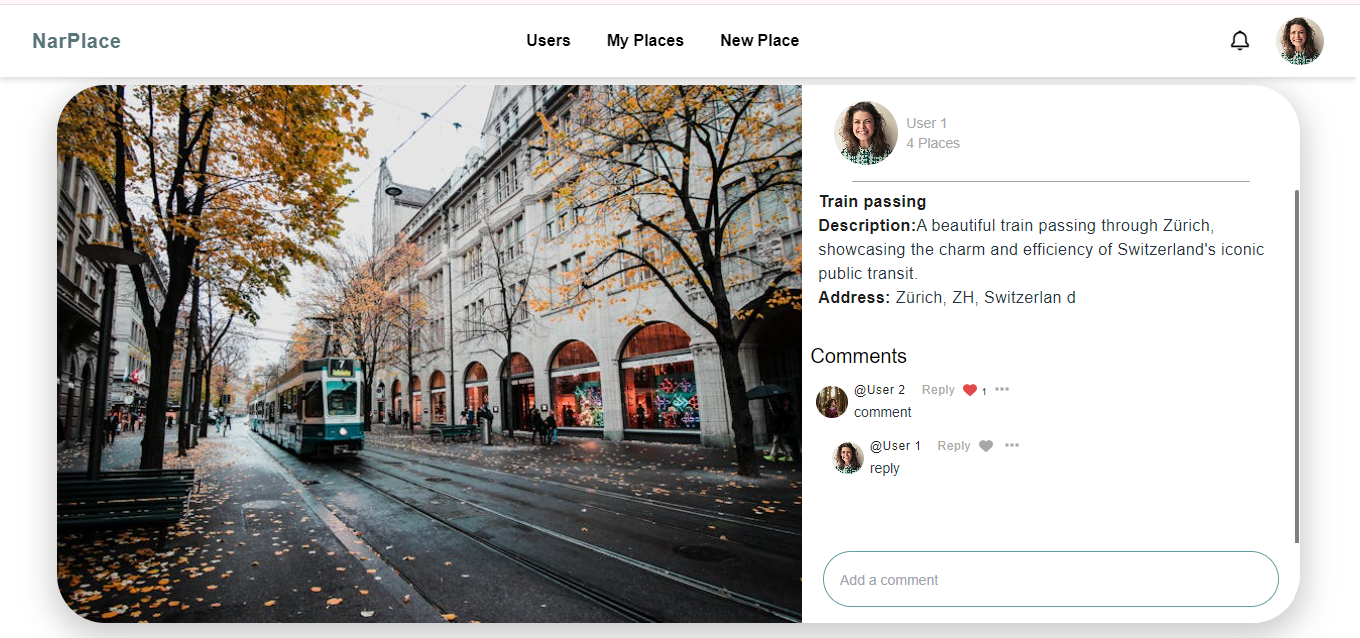 NarPlace
Users
My Places
New Place
User 1
4 Places
Train passing
Description:A beautiful train passing through Zürich,
showcasing the charm and efficiency of Switzerland's iconic
public transit.
Address: Zürich, ZH, Switzerlan d
Comments
@User 2 Reply 1 •••
comment
@User 1 Reply •••
reply
Add a comment
7